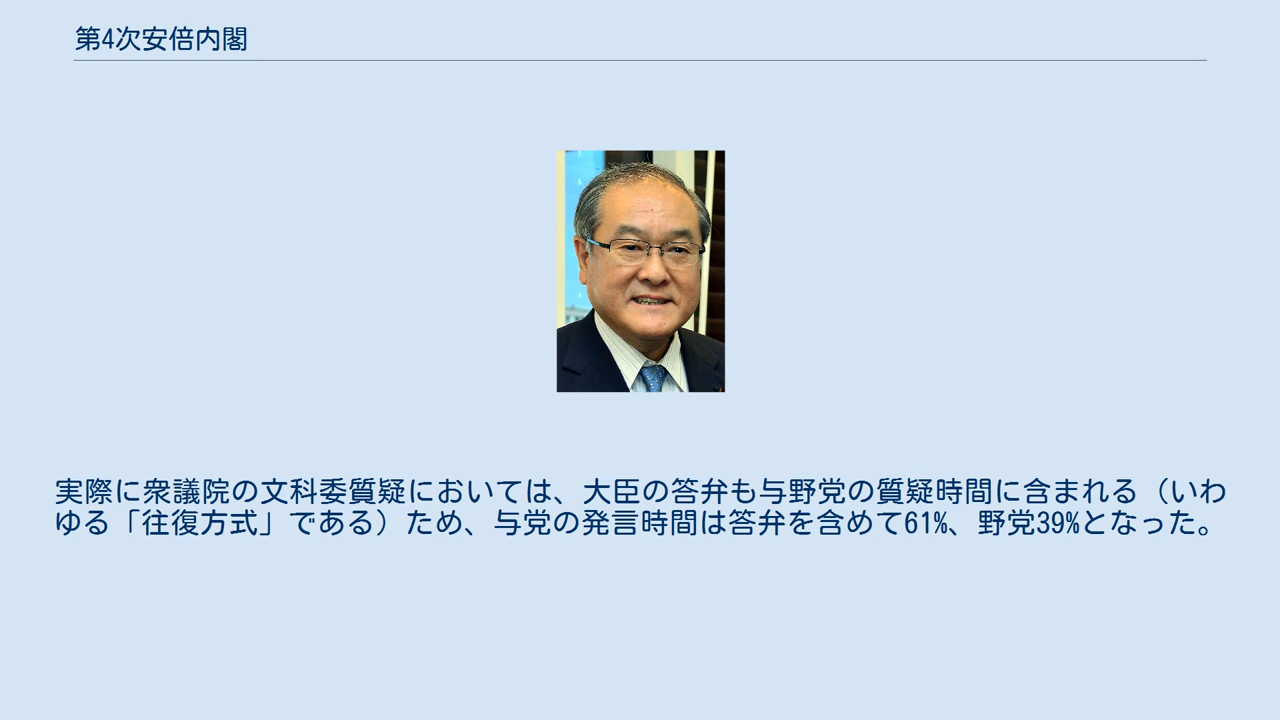 第4次安倍内閣
実際に衆議院の文科委質疑においては、大臣の答弁も与野党の質疑時間に含まれる（いわ
ゆる「往復方式」である）ため、与党の発言時間は答弁を含めて61%、野党39%となった。